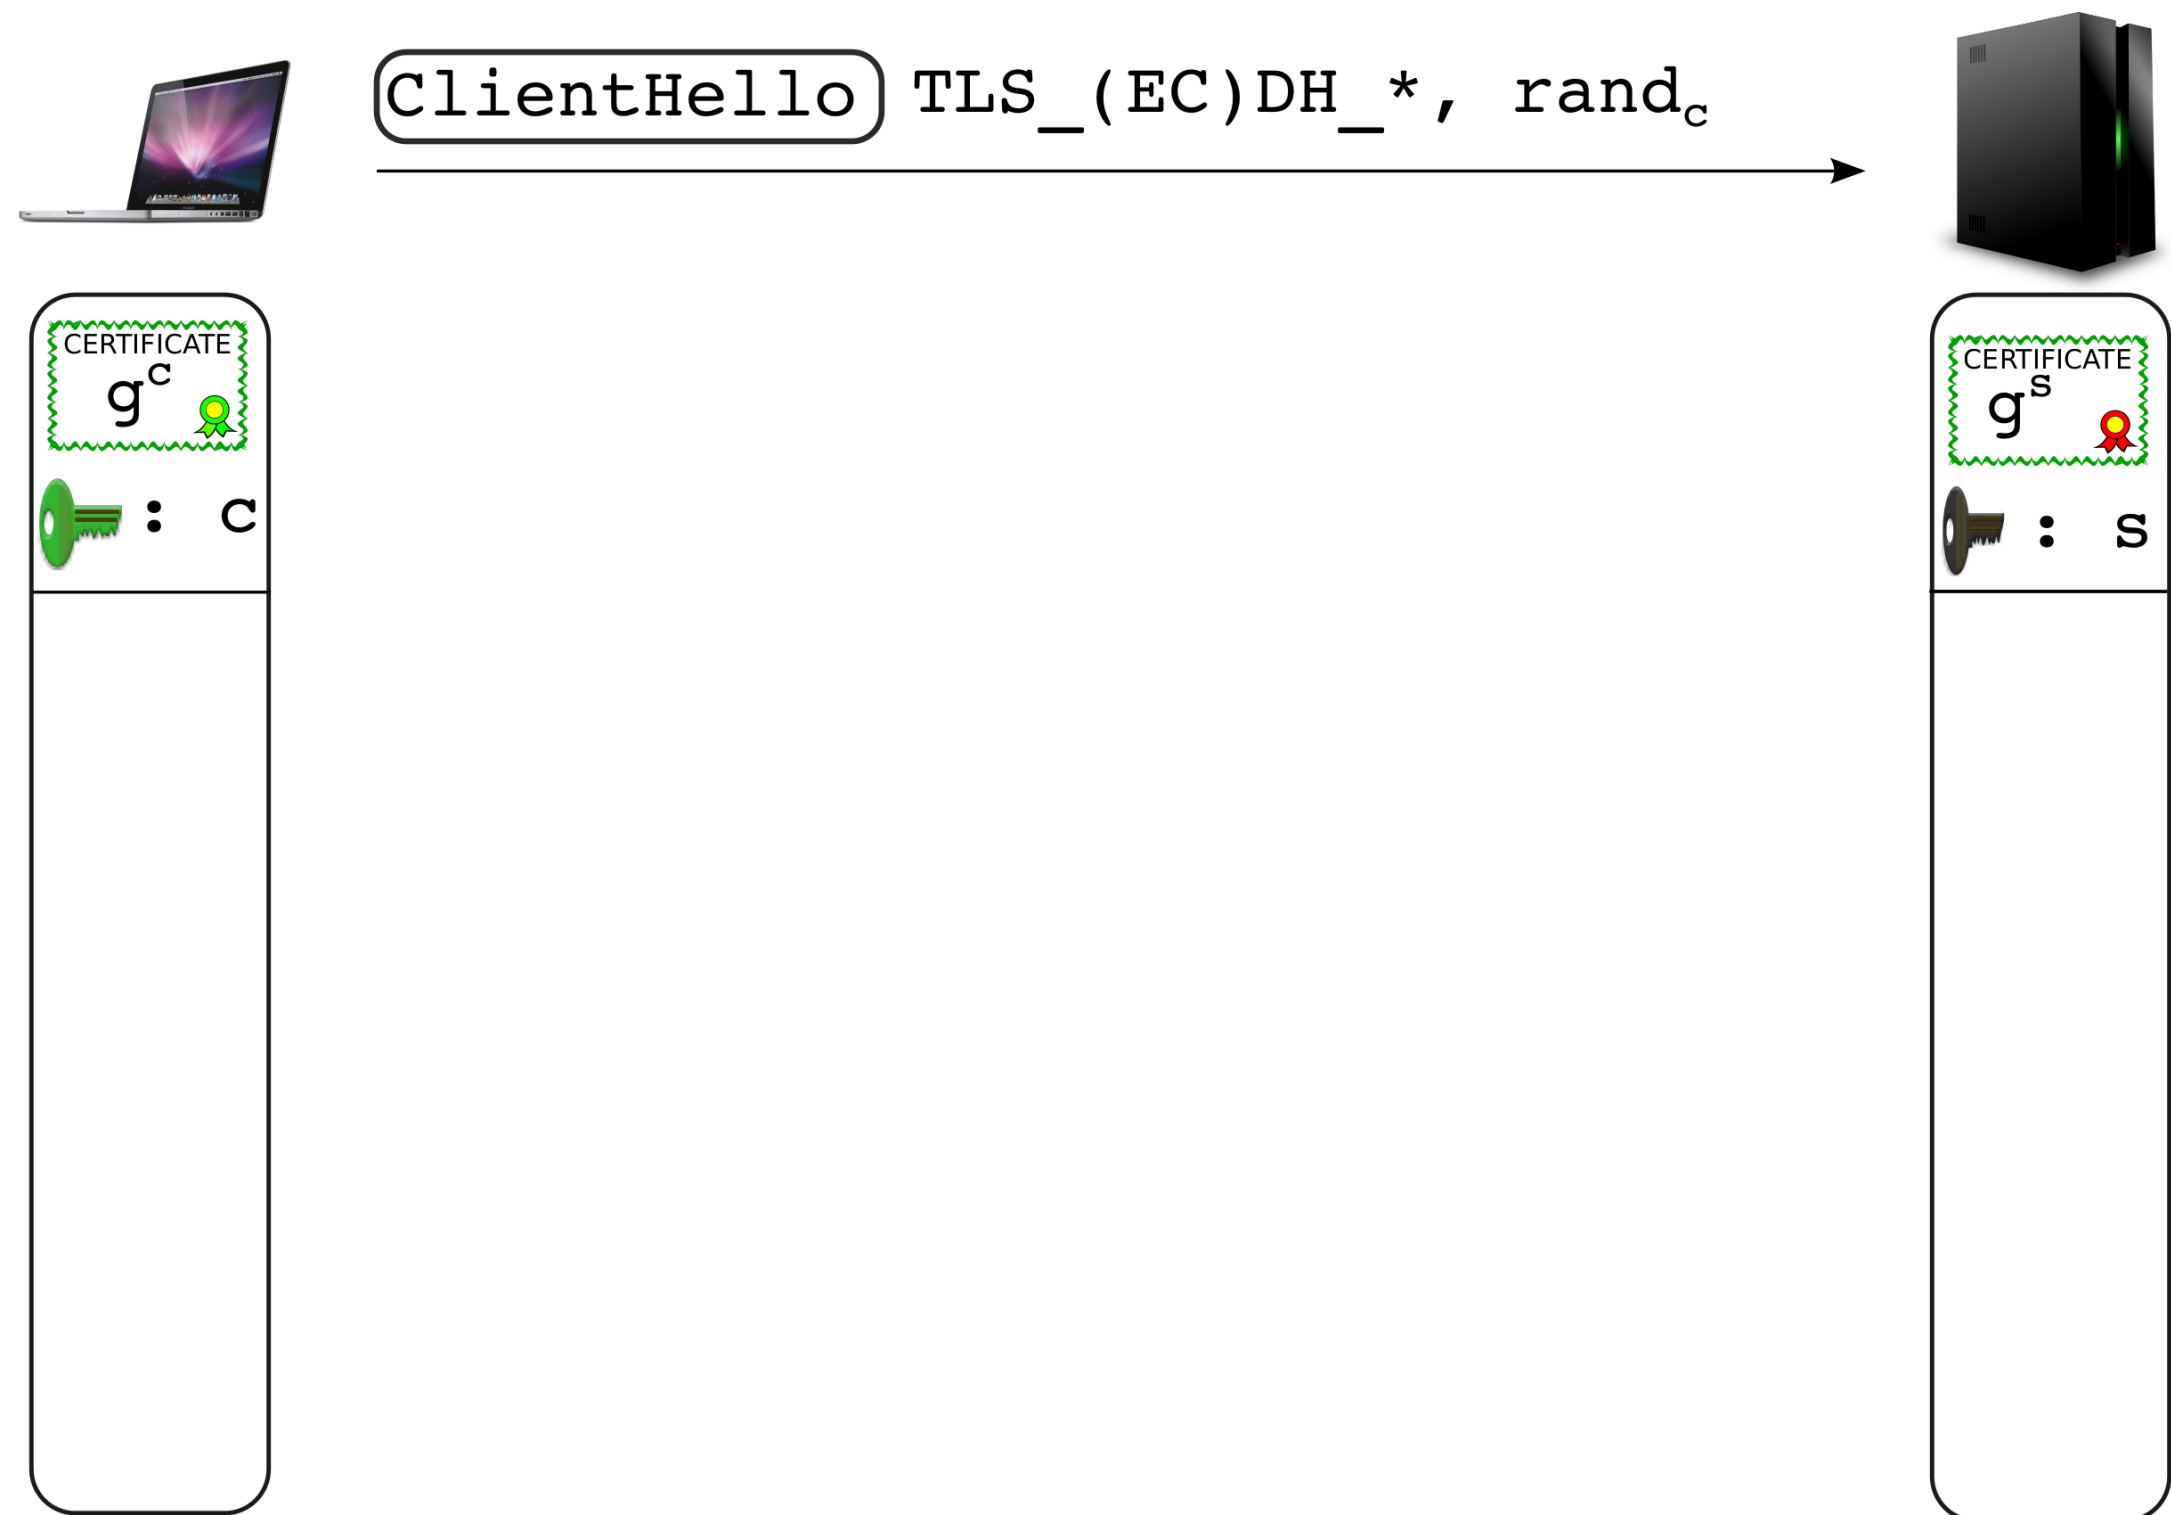 ClientHello TLS_(EC)DH_*, rand_c
CERTIFICATE
g^c
: c
CERTIFICATE
g^s
: s